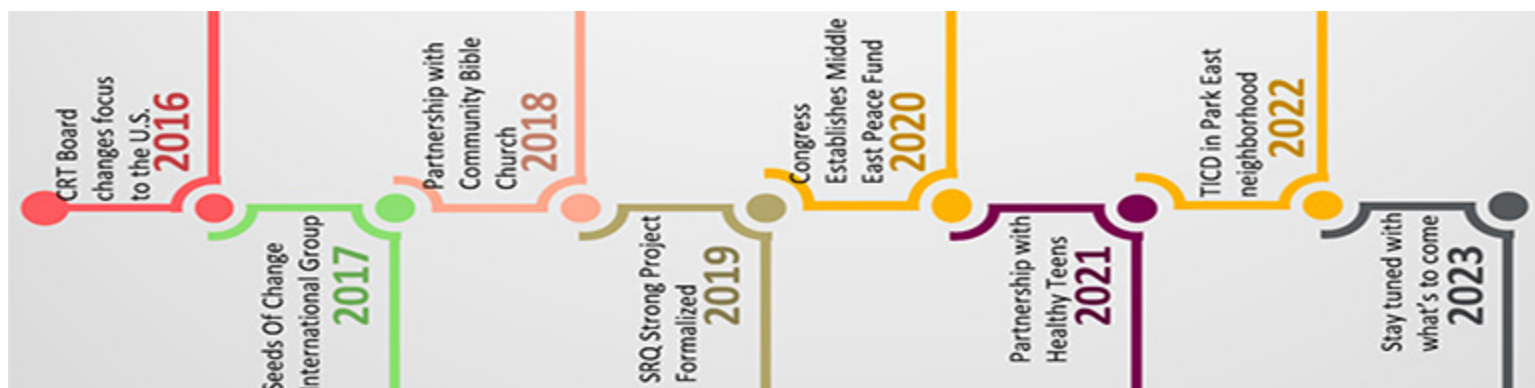 CRT Board
changes focus
to the U.S.
2016
Seeds Of Change
International Group
2017
Partnership with
Community Bible
Church
2018
SRQ Strong Project
Formalized
2019
Congress
Establishes Middle
East Peace Fund
2020
Partnership with
Healthy Teens
2021
TICD in Park East
neighborhood
2022
Stay tuned with
what's to come
2023